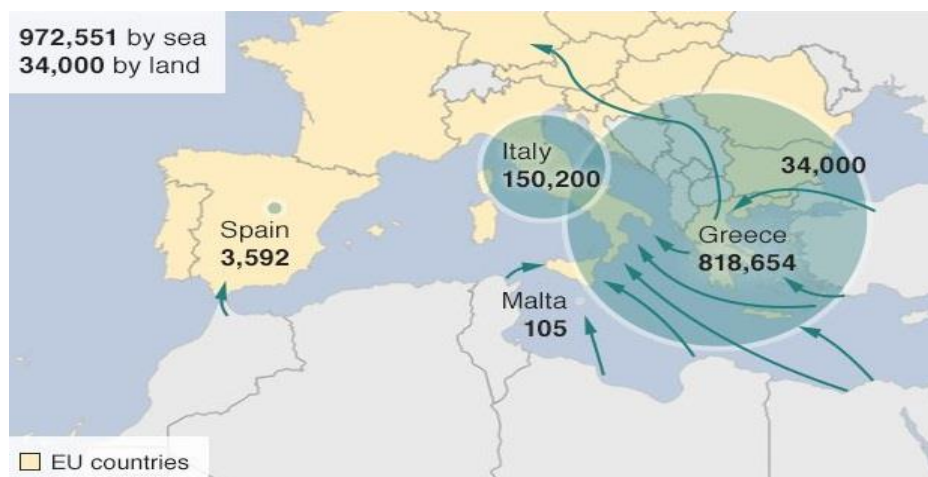 972,551 by sea
34,000 by land
Italy
150,200
34,000
Spain
3,592
Greece
818,654
Malta
105
EU countries